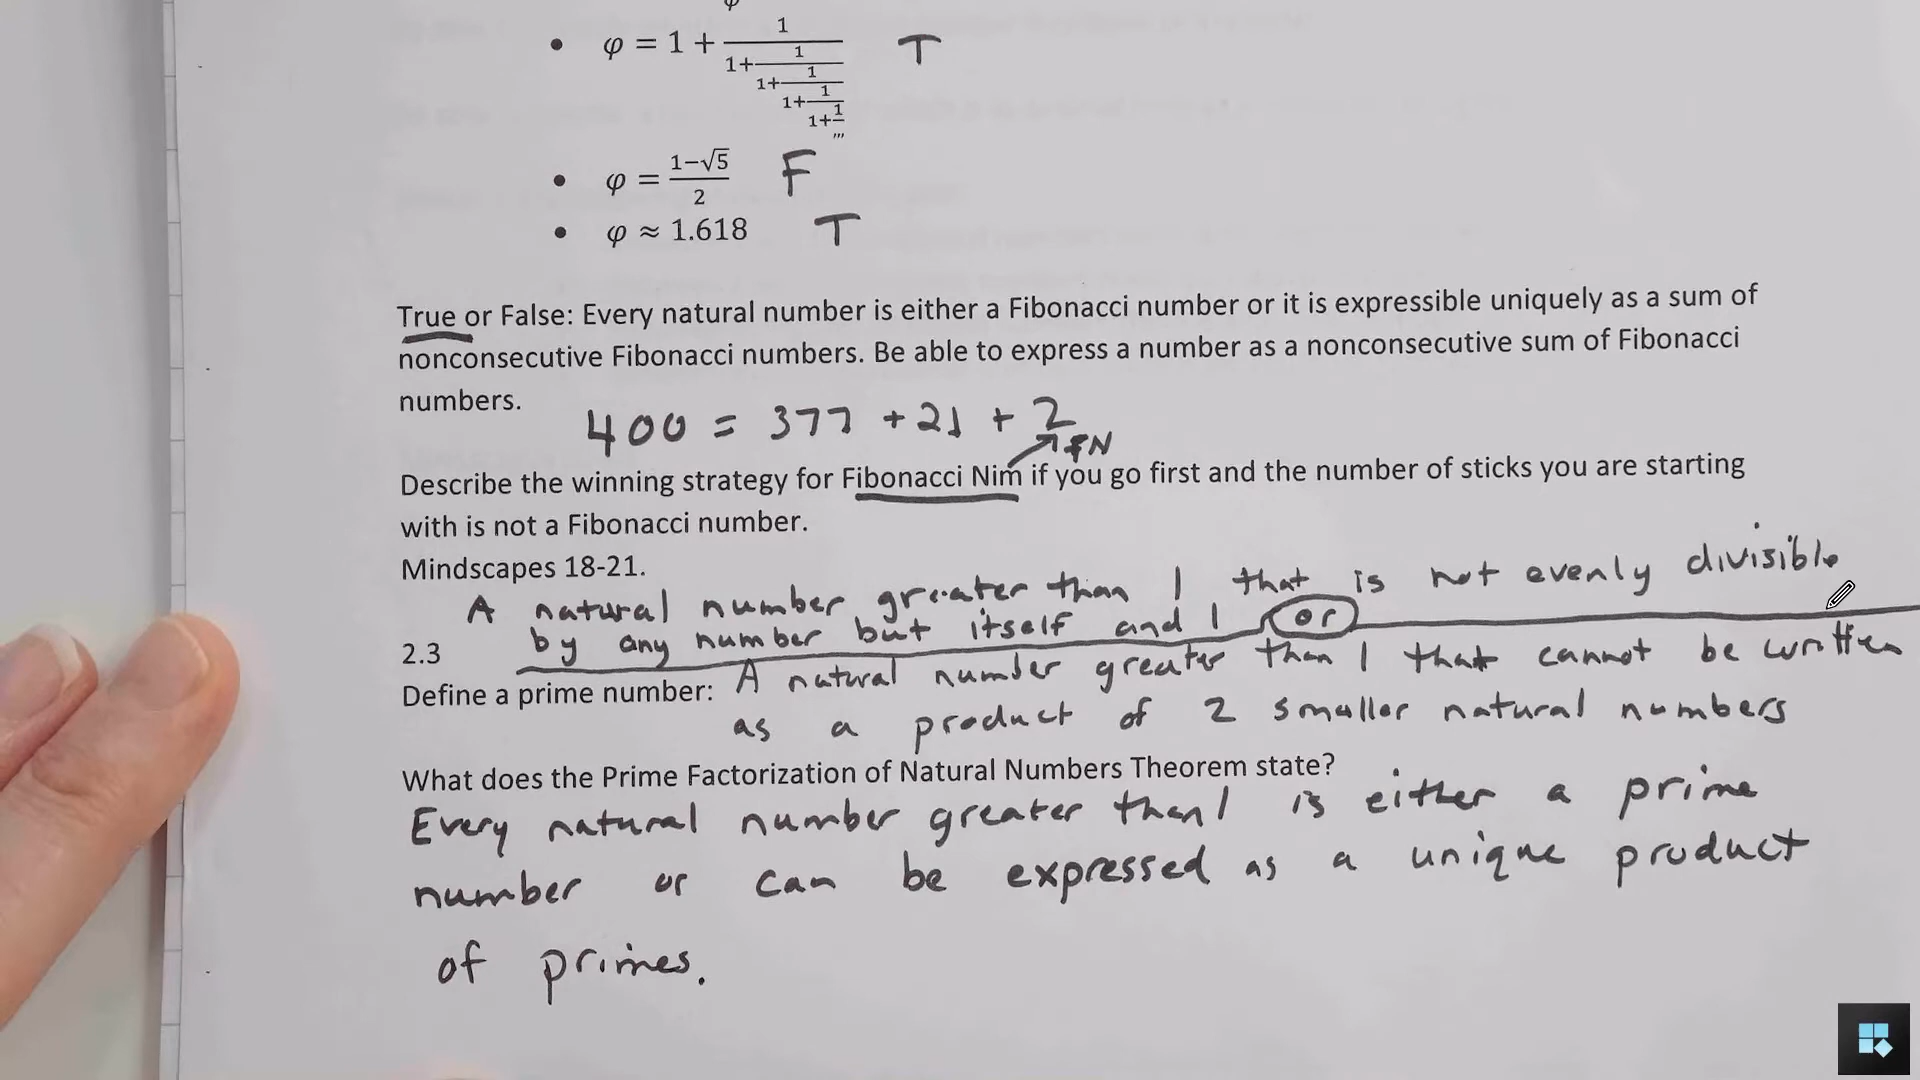 φ
• φ = 1 + 1/(1+1/(1+1/(1+1/(1+1/...)))) T
• φ = (1−√5)/2 F
• φ ≈ 1.618 T
True or False: Every natural number is either a Fibonacci number or it is expressible uniquely as a sum of
nonconsecutive Fibonacci numbers. Be able to express a number as a nonconsecutive sum of Fibonacci
numbers.
400 = 377 + 21 + 2
FN
Describe the winning strategy for Fibonacci Nim if you go first and the number of sticks you are starting
with is not a Fibonacci number.
Mindscapes 18-21.
A natural number greater than 1 that is not evenly divisible
by any number but itself and 1 or
2.3
Define a prime number: A natural number greater than 1 that cannot be written
as a product of 2 smaller natural numbers
What does the Prime Factorization of Natural Numbers Theorem state?
Every natural number greater than 1 is either a prime
number or can be expressed as a unique product
of primes.